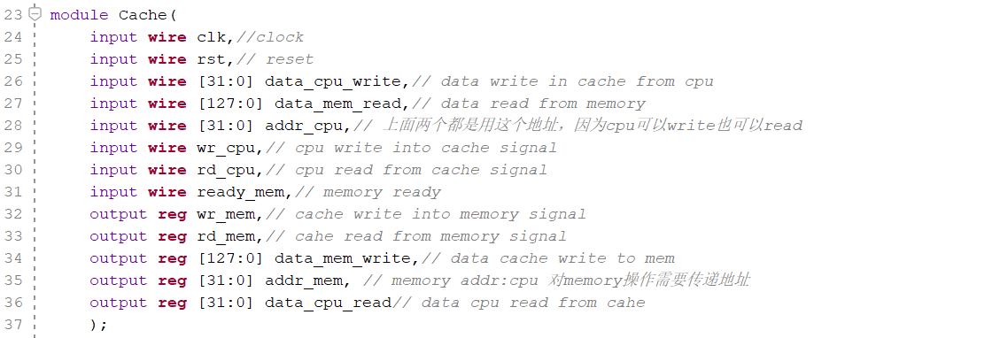 23 module Cache(
24 input wire clk,//clock
25 input wire rst,// reset
26 input wire [31:0] data_cpu_write,// data write in cache from cpu
27 input wire [127:0] data_mem_read,// data read from memory
28 input wire [31:0] addr_cpu,// 上面两个都是用这个地址，因为cpu可以write也可以read
29 input wire wr_cpu,// cpu write into cache signal
30 input wire rd_cpu,// cpu read from cache signal
31 input wire ready_mem,// memory ready
32 output reg wr_mem,// cache write into memory signal
33 output reg rd_mem,// cahe read from memory signal
34 output reg [127:0] data_mem_write,// data cache write to mem
35 output reg [31:0] addr_mem, // memory addr:cpu 对memory操作需要传递地址
36 output reg [31:0] data_cpu_read// data cpu read from cahe
37 );